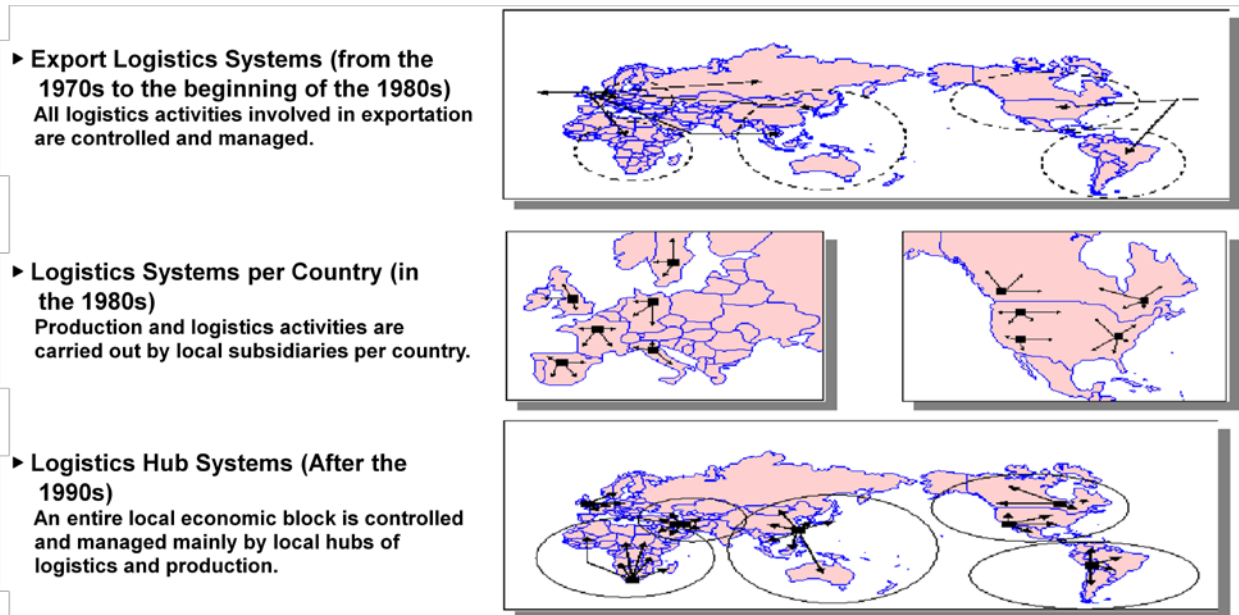 ▸ Export Logistics Systems (from the
1970s to the beginning of the 1980s)
All logistics activities involved in exportation
are controlled and managed.
▸ Logistics Systems per Country (in
the 1980s)
Production and logistics activities are
carried out by local subsidiaries per country.
▸ Logistics Hub Systems (After the
1990s)
An entire local economic block is controlled
and managed mainly by local hubs of
logistics and production.